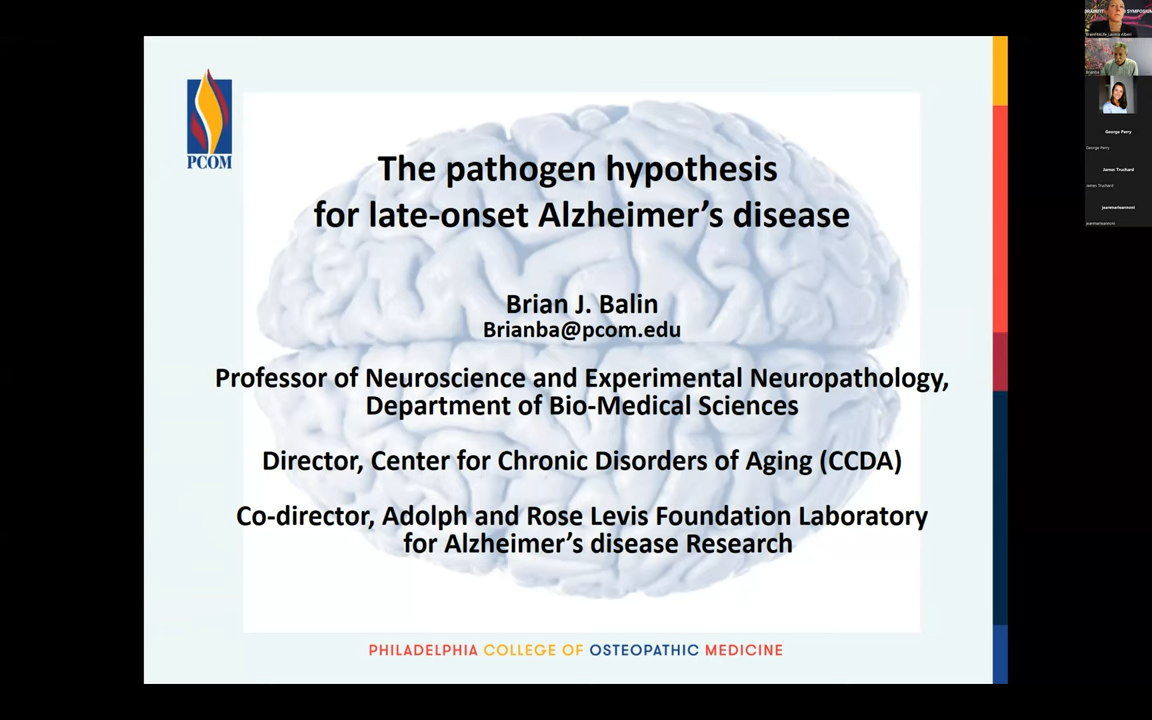 PCOM
The pathogen hypothesis
for late-onset Alzheimer's disease
Brian J. Balin
Brianba@pcom.edu
Professor of Neuroscience and Experimental Neuropathology,
Department of Bio-Medical Sciences
Director, Center for Chronic Disorders of Aging (CCDA)
Co-director, Adolph and Rose Levis Foundation Laboratory
for Alzheimer's disease Research
PHILADELPHIA COLLEGE OF OSTEOPATHIC MEDICINE
Brianba
George Perry
George Perry
James Truchard
James Truchard